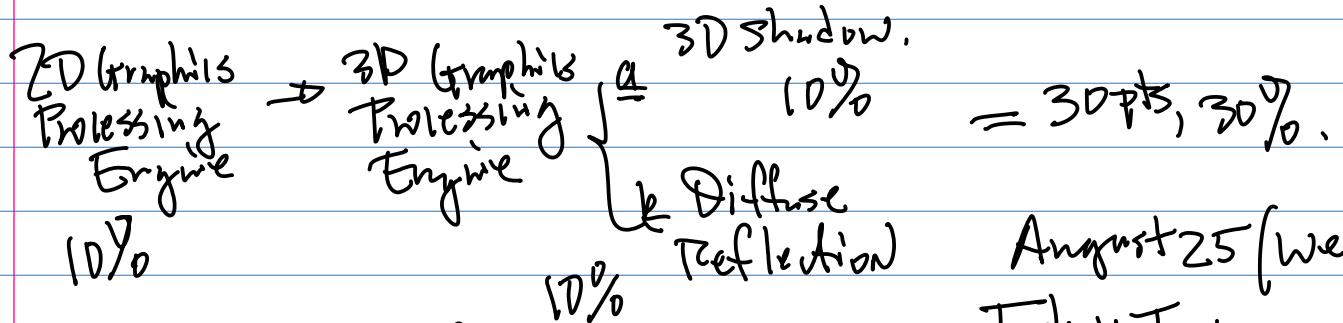 2D Graphics
Processing
Engine
10%
→ 3D Graphics
Processing
Engine
a 3D Shadow.
10%
b Diffuse
Reflection
10%
= 30pts, 30%.
August 25 (We